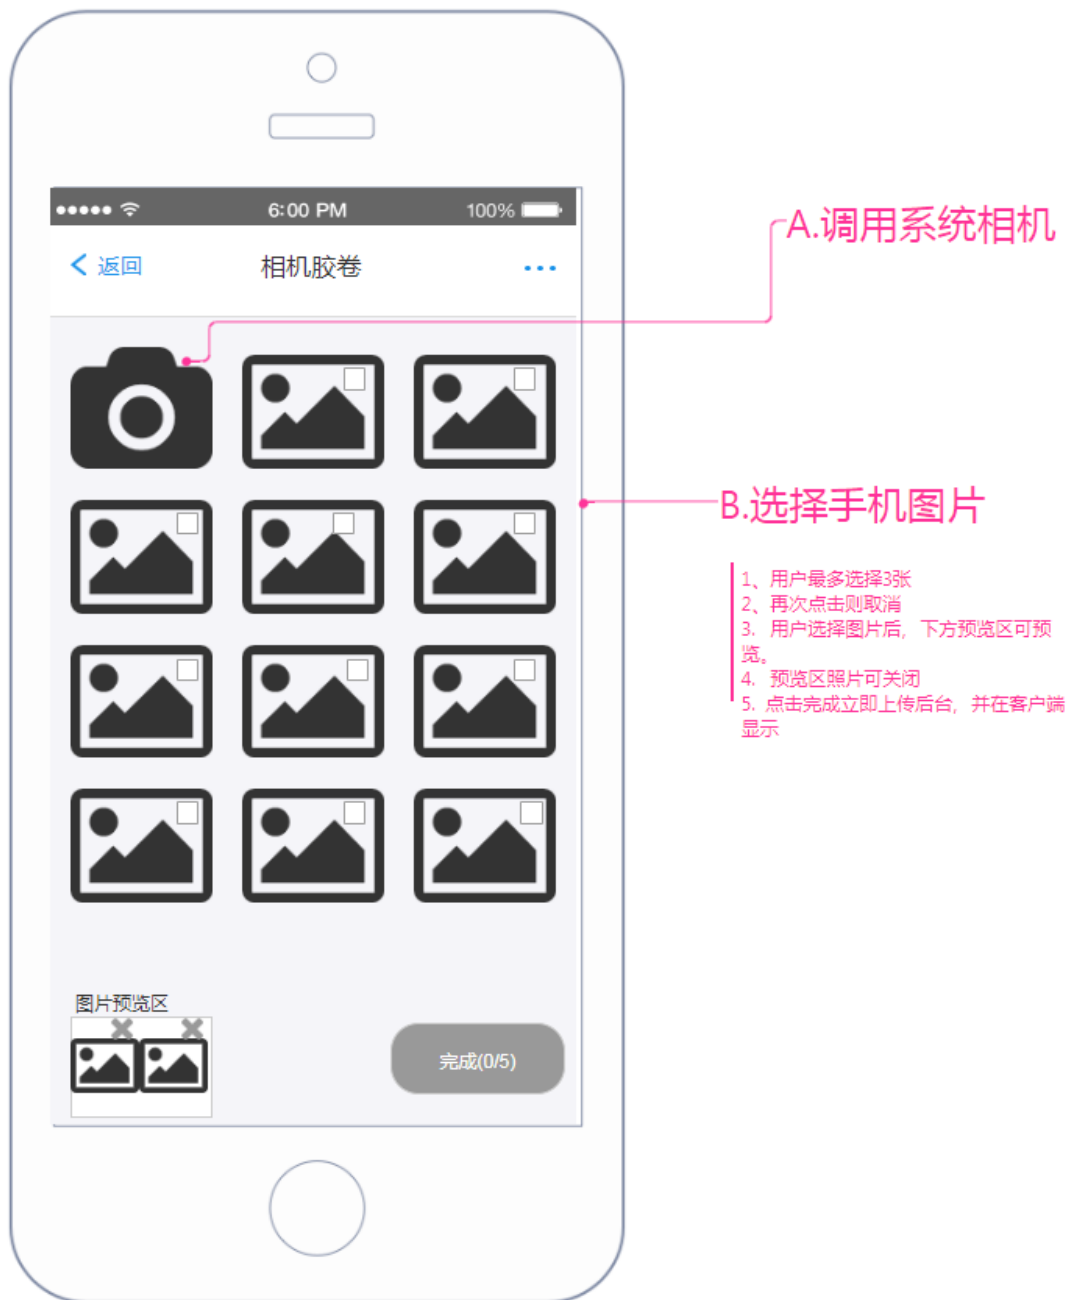 6:00 PM
100%
返回
相机胶卷
A.调用系统相机
B.选择手机图片
1、用户最多选择3张
2、再次点击则取消
3. 用户选择图片后, 下方预览区可预
览。
4. 预览区照片可关闭
5. 点击完成立即上传后台, 并在客户端
显示
图片预览区
完成(0/5)